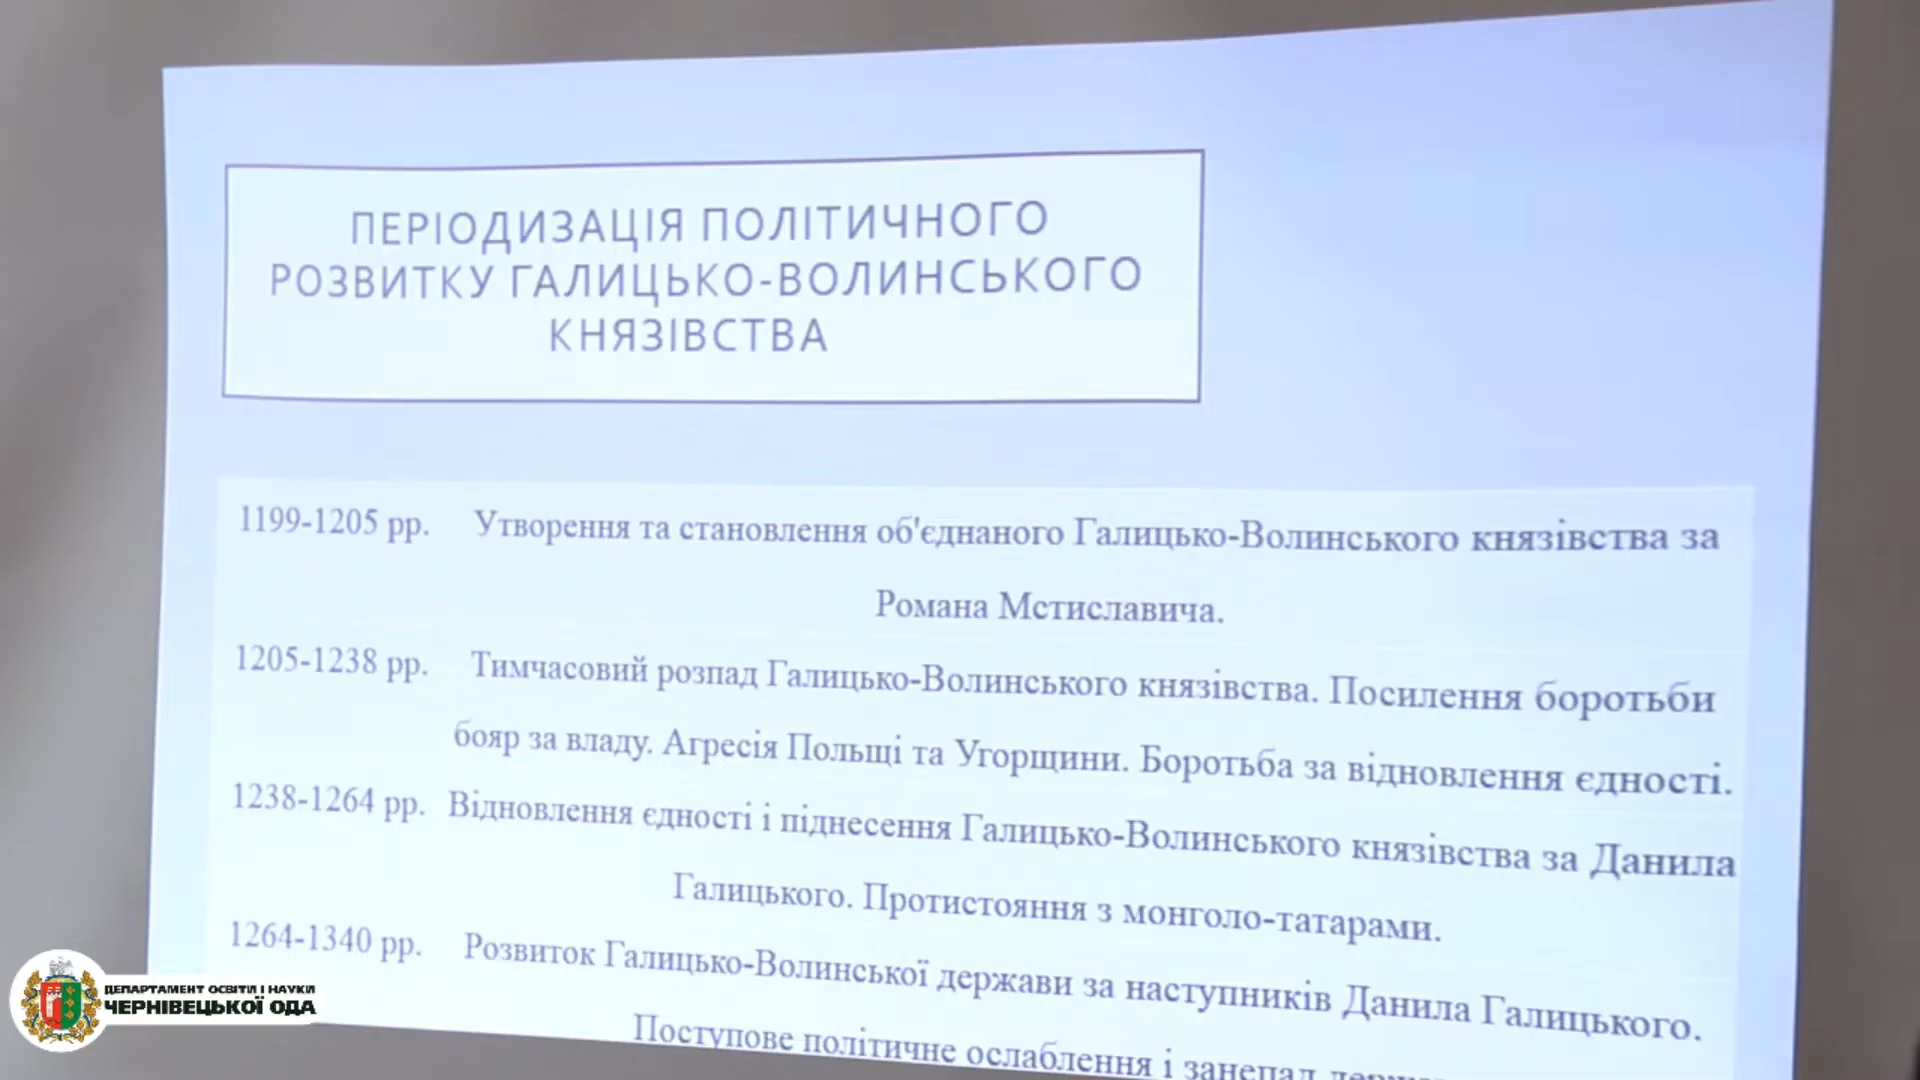 ПЕРІОДИЗАЦІЯ ПОЛІТИЧНОГО
РОЗВИТКУ ГАЛИЦЬКО-ВОЛИНСЬКОГО
КНЯЗІВСТВА
1199-1205 рр. Утворення та становлення об'єднаного Галицько-Волинського князівства за
Романа Мстиславича.
1205-1238 рр. Тимчасовий розпад Галицько-Волинського князівства. Посилення боротьби
бояр за владу. Агресія Польщі та Угорщини. Боротьба за відновлення єдності.
1238-1264 рр. Відновлення єдності і піднесення Галицько-Волинського князівства за Данила
Галицького. Протистояння з монголо-татарами.
1264-1340 рр. Розвиток Галицько-Волинської держави за наступників Данила Галицького.
Поступове політичне ослаблення і занепад
ДЕПАРТАМЕНТ ОСВІТИ І НАУКИ
ЧЕРНІВЕЦЬКОЇ ОДА